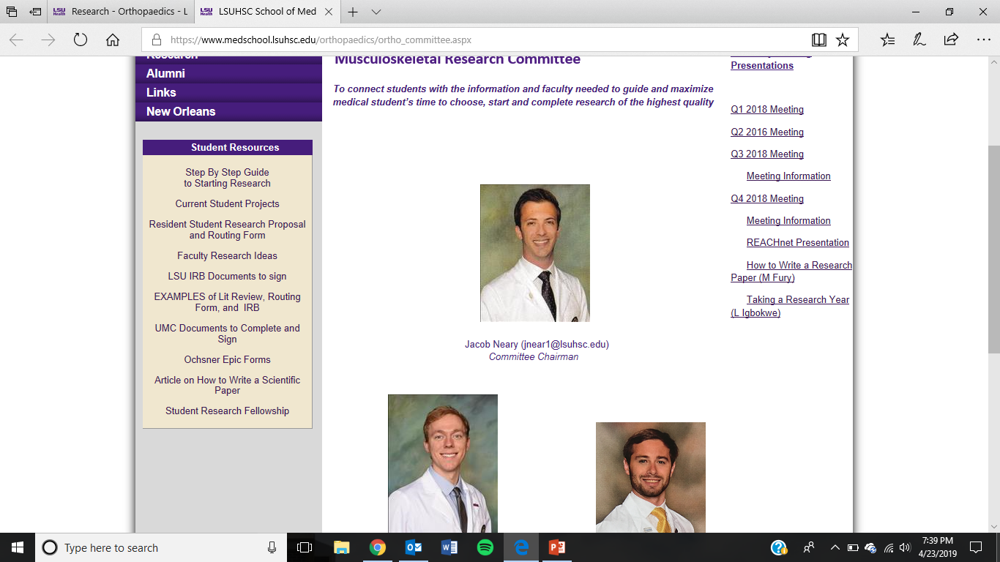 Research - Orthopaedics - L
LSUHSC School of Med
https://www.medschool.lsuhsc.edu/orthopaedics/ortho_committee.aspx
Research
Alumni
Links
New Orleans
Student Resources
Step By Step Guide
to Starting Research
Current Student Projects
Resident Student Research Proposal
and Routing Form
Faculty Research Ideas
LSU IRB Documents to sign
EXAMPLES of Lit Review, Routing
Form, and IRB
UMC Documents to Complete and
Sign
Ochsner Epic Forms
Article on How to Write a Scientific
Paper
Student Research Fellowship
Musculoskeletal Research Committee
To connect students with the information and faculty needed to guide and maximize
medical student's time to choose, start and complete research of the highest quality
Jacob Neary (jnear1@lsuhsc.edu)
Committee Chairman
Presentations
Q1 2018 Meeting
Q2 2016 Meeting
Q3 2018 Meeting
Meeting Information
Q4 2018 Meeting
Meeting Information
REACHnet Presentation
How to Write a Research
Paper (M Fury)
Taking a Research Year
(L Igbokwe)
Type here to search
7:39 PM
4/23/2019